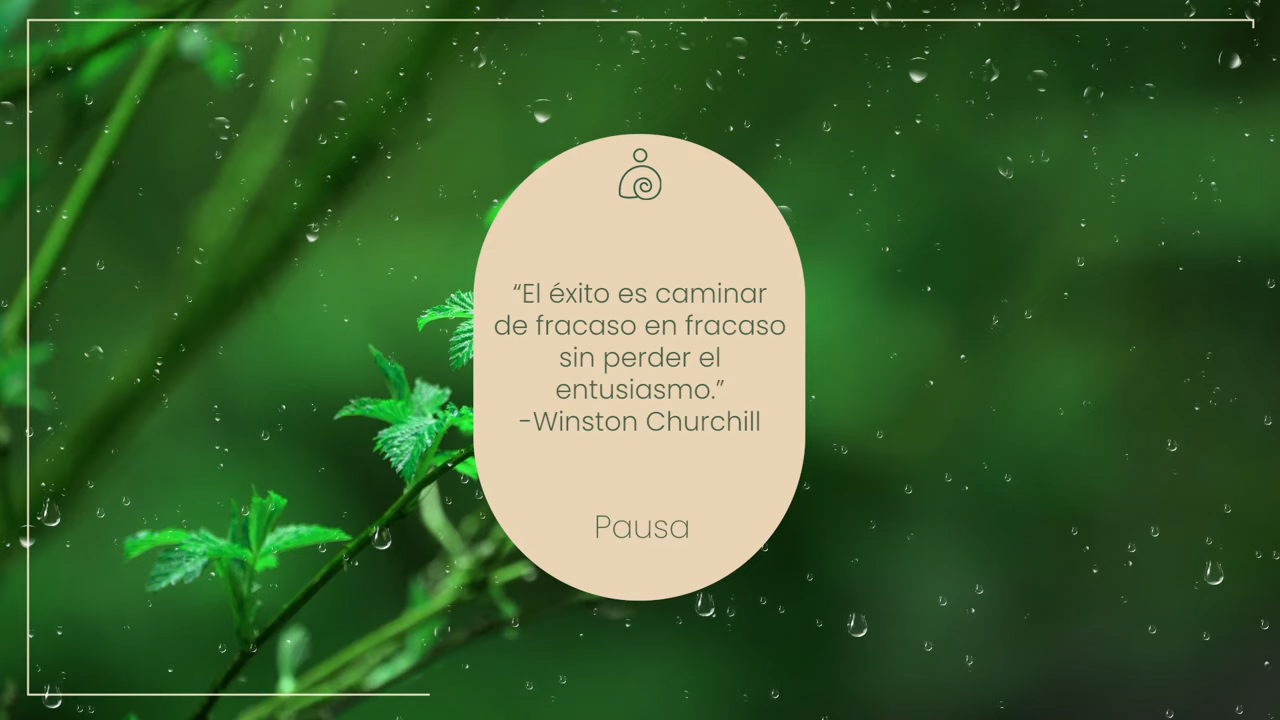 “El éxito es caminar
de fracaso en fracaso
sin perder el
entusiasmo.”
-Winston Churchill
Pausa